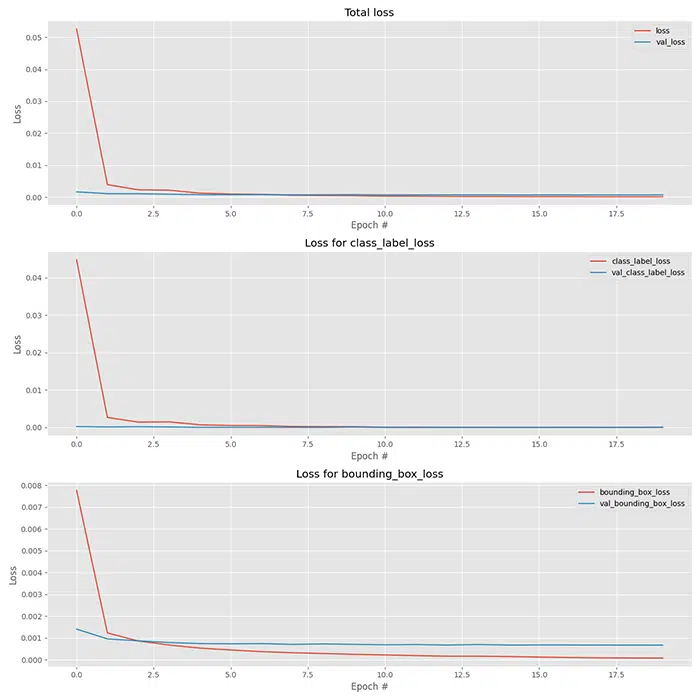 Total loss
loss
val_loss
0.05
0.04
0.03
0.02
0.01
0.00
Loss
0.0 2.5 5.0 7.5 10.0 12.5 15.0 17.5
Epoch #
Loss for class_label_loss
class_label_loss
val_class_label_loss
0.04
0.03
0.02
0.01
0.00
Loss
0.0 2.5 5.0 7.5 10.0 12.5 15.0 17.5
Epoch #
Loss for bounding_box_loss
bounding_box_loss
val_bounding_box_loss
0.008
0.007
0.006
0.005
0.004
0.003
0.002
0.001
0.000
Loss
0.0 2.5 5.0 7.5 10.0 12.5 15.0 17.5
Epoch #